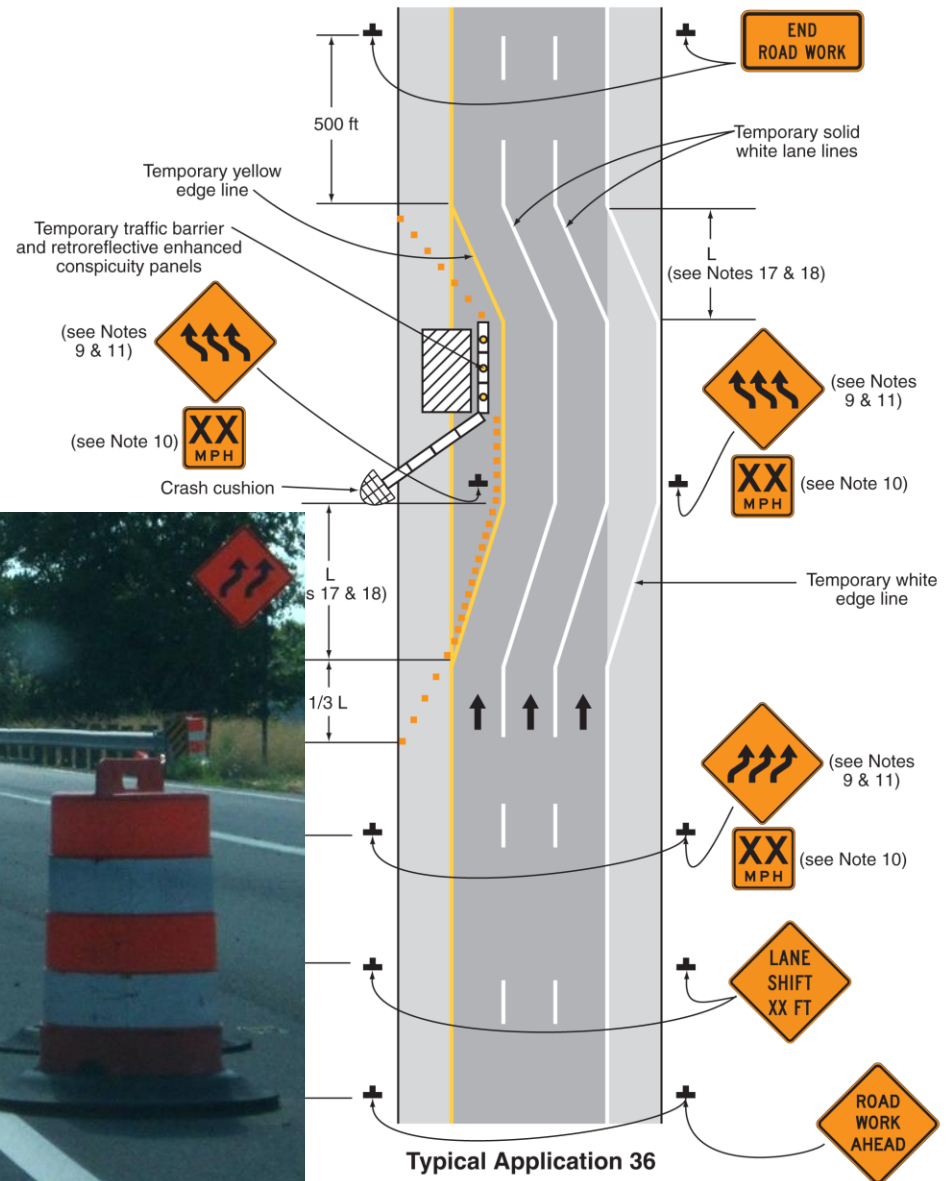 END
ROAD WORK
500 ft
Temporary solid
white lane lines
Temporary yellow
edge line
Temporary traffic barrier
and retroreflective enhanced
conspicuity panels
L
(see Notes 17 & 18)
(see Notes
9 & 11)
(see Notes
9 & 11)
XX
MPH
(see Note 10)
XX
MPH
(see Note 10)
Crash cushion
L
s 17 & 18)
Temporary white
edge line
1/3 L
(see Notes
9 & 11)
XX
MPH
(see Note 10)
LANE
SHIFT
XX FT
ROAD
WORK
AHEAD
Typical Application 36